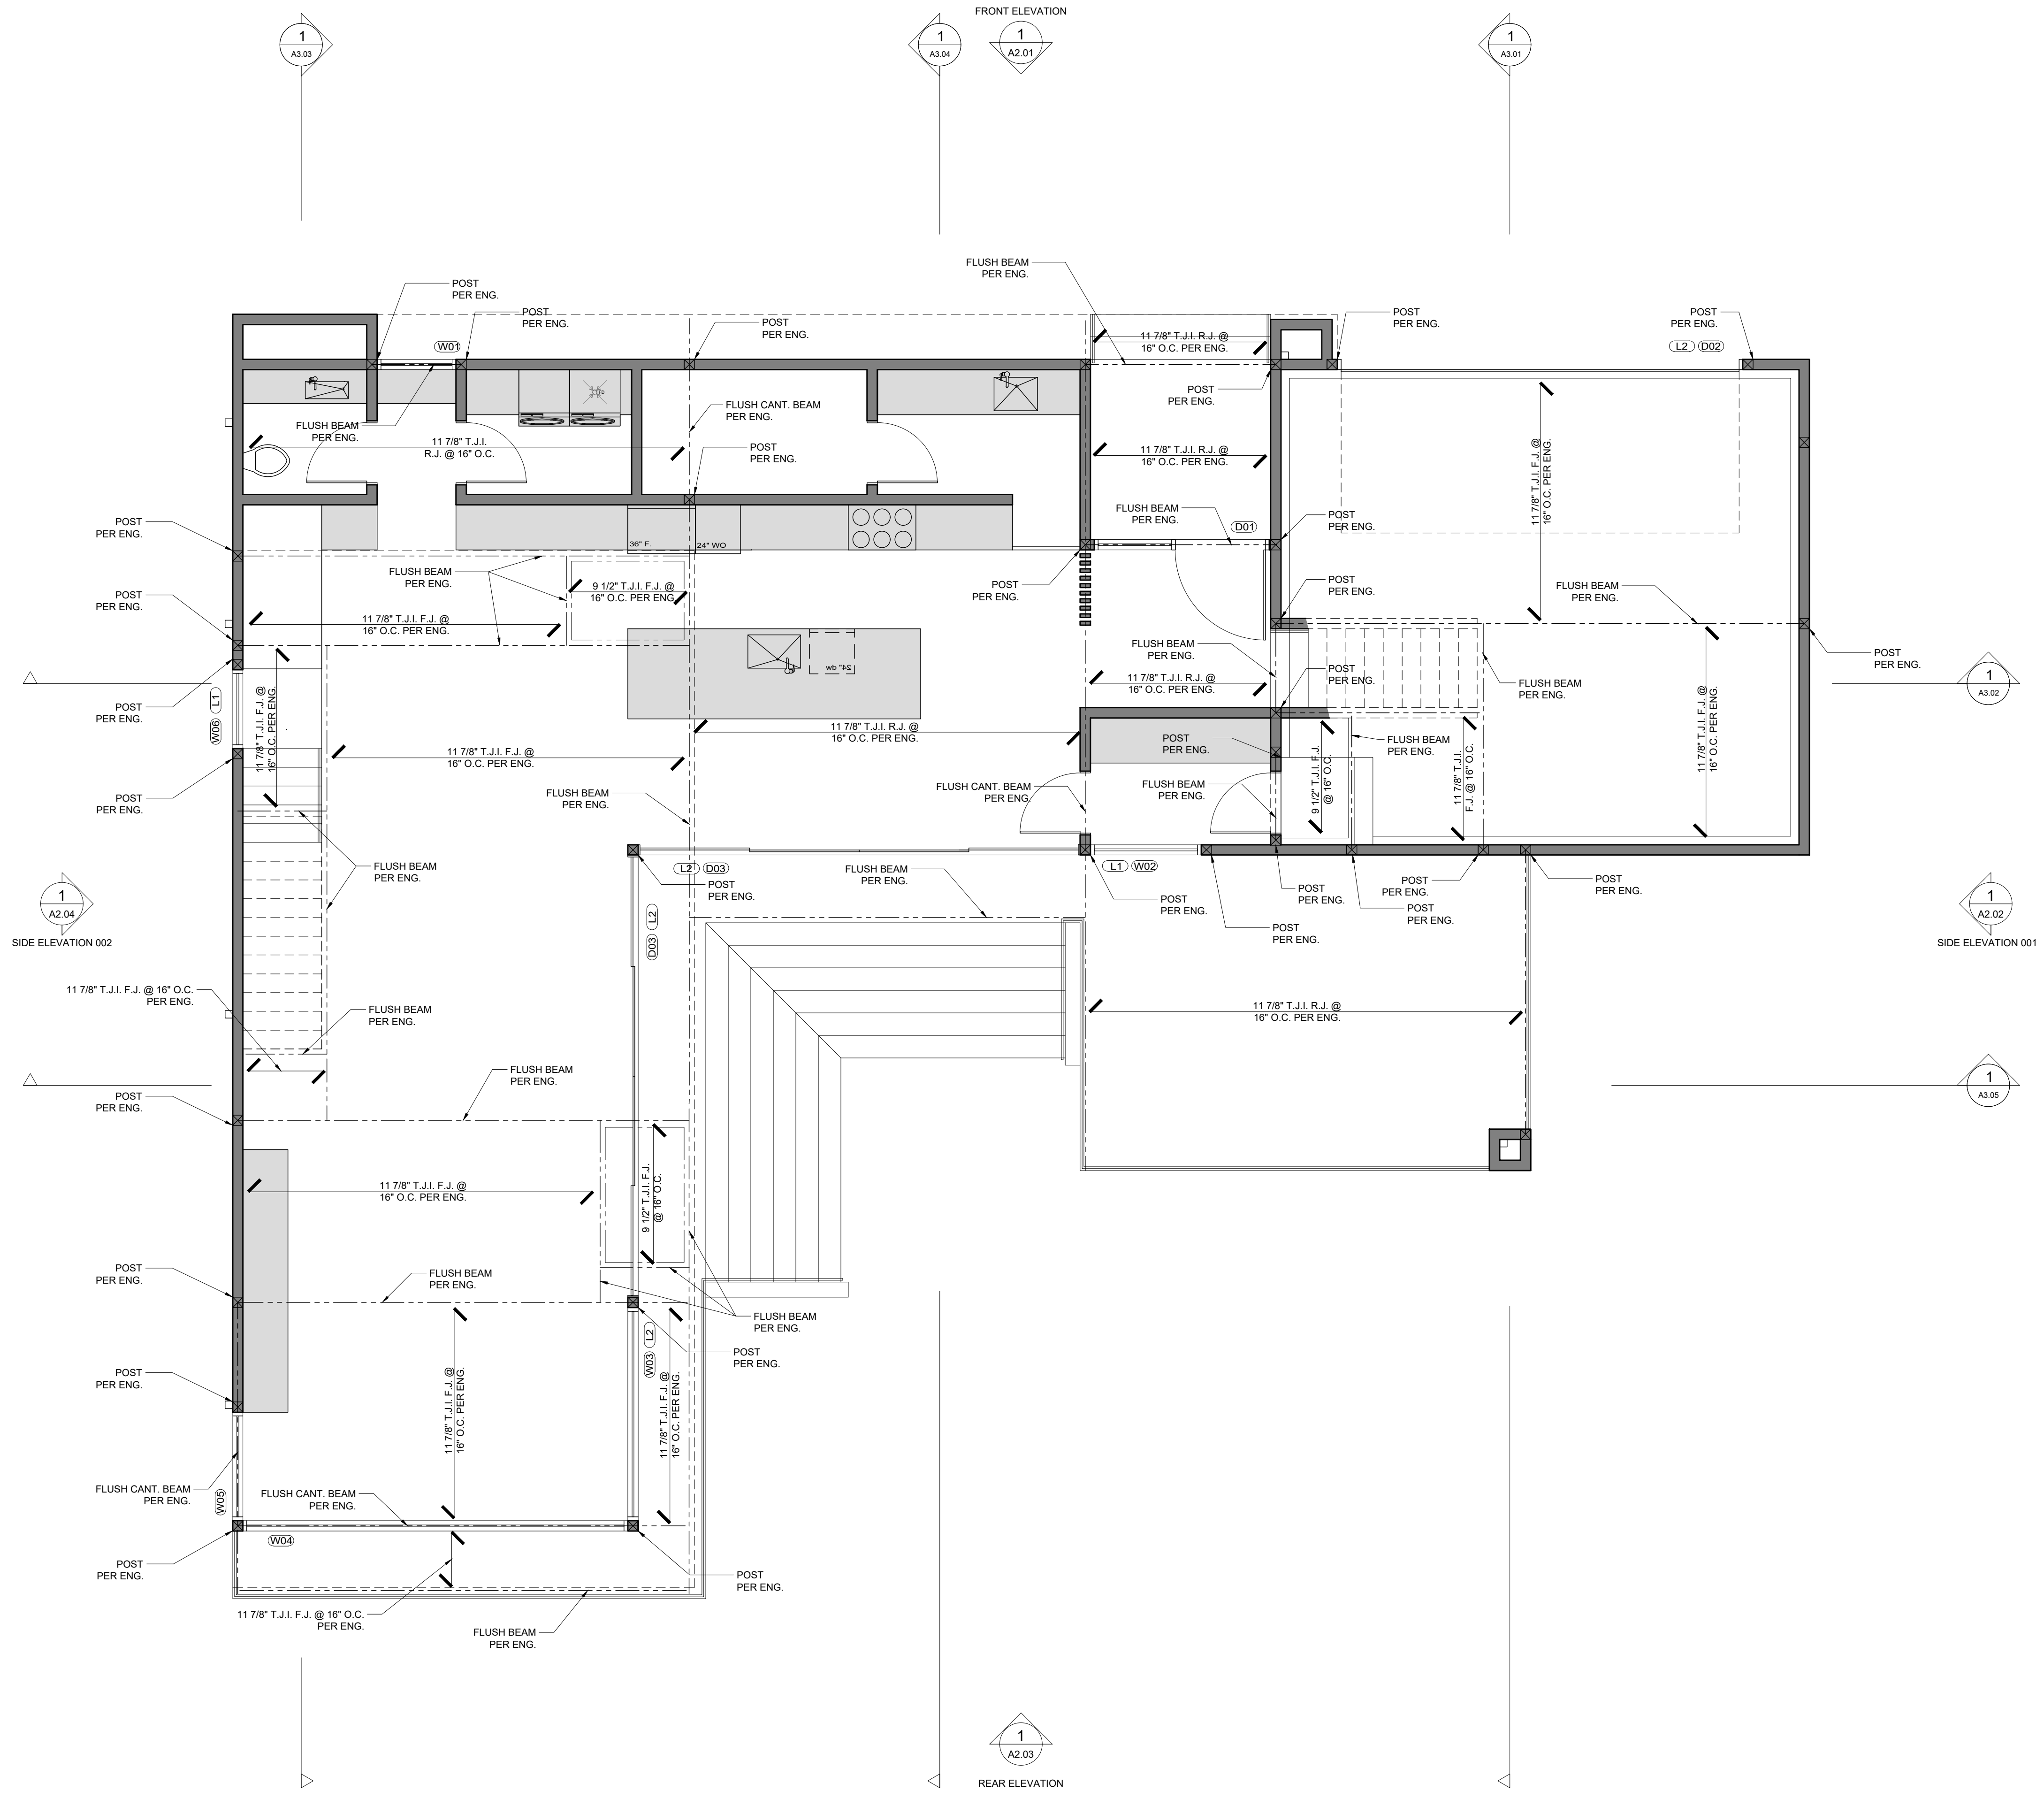 FRONT ELEVATION
1
A3.03
1
A3.04
1
A2.01
1
A3.01
FLUSH BEAM
PER ENG.
POST
PER ENG.
POST
PER ENG.
POST
PER ENG.
POST
PER ENG.
POST
PER ENG.
W01
11 7/8" T.J.I. R.J. @
16" O.C. PER ENG.
L2
D02
POST
PER ENG.
FLUSH CANT. BEAM
PER ENG.
FLUSH BEAM
PER ENG.
11 7/8" T.J.I.
R.J. @ 16" O.C.
POST
PER ENG.
11 7/8" T.J.I. R.J. @
16" O.C. PER ENG.
11 7/8" T.J.I. F.J. @
16" O.C. PER ENG.
POST
PER ENG.
FLUSH BEAM
PER ENG.
D01
POST
PER ENG.
36" F.
24" WO
FLUSH BEAM
PER ENG.
9 1/2" T.J.I. F.J. @
16" O.C. PER ENG.
POST
PER ENG.
POST
PER ENG.
POST
PER ENG.
FLUSH BEAM
PER ENG.
11 7/8" T.J.I. F.J. @
16" O.C. PER ENG.
FLUSH BEAM
PER ENG.
POST
PER ENG.
24" dw
POST
PER ENG.
11 7/8" T.J.I. R.J. @
16" O.C. PER ENG.
FLUSH BEAM
PER ENG.
1
A3.02
POST
PER ENG.
L1
W06
11 7/8" T.J.I. F.J. @
16" O.C. PER ENG.
11 7/8" T.J.I. R.J. @
16" O.C. PER ENG.
POST
PER ENG.
FLUSH BEAM
PER ENG.
11 7/8" T.J.I. F.J. @
16" O.C. PER ENG.
11 7/8" T.J.I. F.J. @
16" O.C. PER ENG.
9 1/2" T.J.I. F.J.
@ 16" O.C.
11 7/8" T.J.I.
F.J. @ 16" O.C.
POST
PER ENG.
FLUSH BEAM
PER ENG.
FLUSH CANT. BEAM
PER ENG.
FLUSH BEAM
PER ENG.
FLUSH BEAM
PER ENG.
L2
D03
POST
PER ENG.
FLUSH BEAM
PER ENG.
L1
W02
POST
PER ENG.
POST
PER ENG.
POST
PER ENG.
POST
PER ENG.
POST
PER ENG.
POST
PER ENG.
1
A2.04
SIDE ELEVATION 002
L2
D03
1
A2.02
SIDE ELEVATION 001
11 7/8" T.J.I. F.J. @ 16" O.C.
PER ENG.
FLUSH BEAM
PER ENG.
11 7/8" T.J.I. R.J. @
16" O.C. PER ENG.
FLUSH BEAM
PER ENG.
1
A3.05
POST
PER ENG.
11 7/8" T.J.I. F.J. @
16" O.C. PER ENG.
9 1/2" T.J.I. F.J.
@ 16" O.C.
POST
PER ENG.
FLUSH BEAM
PER ENG.
FLUSH BEAM
PER ENG.
L2
W03
POST
PER ENG.
POST
PER ENG.
11 7/8" T.J.I. F.J. @
16" O.C. PER ENG.
11 7/8" T.J.I. F.J. @
16" O.C. PER ENG.
FLUSH CANT. BEAM
PER ENG.
W05
FLUSH CANT. BEAM
PER ENG.
W04
POST
PER ENG.
POST
PER ENG.
11 7/8" T.J.I. F.J. @ 16" O.C.
PER ENG.
FLUSH BEAM
PER ENG.
1
A2.03
REAR ELEVATION